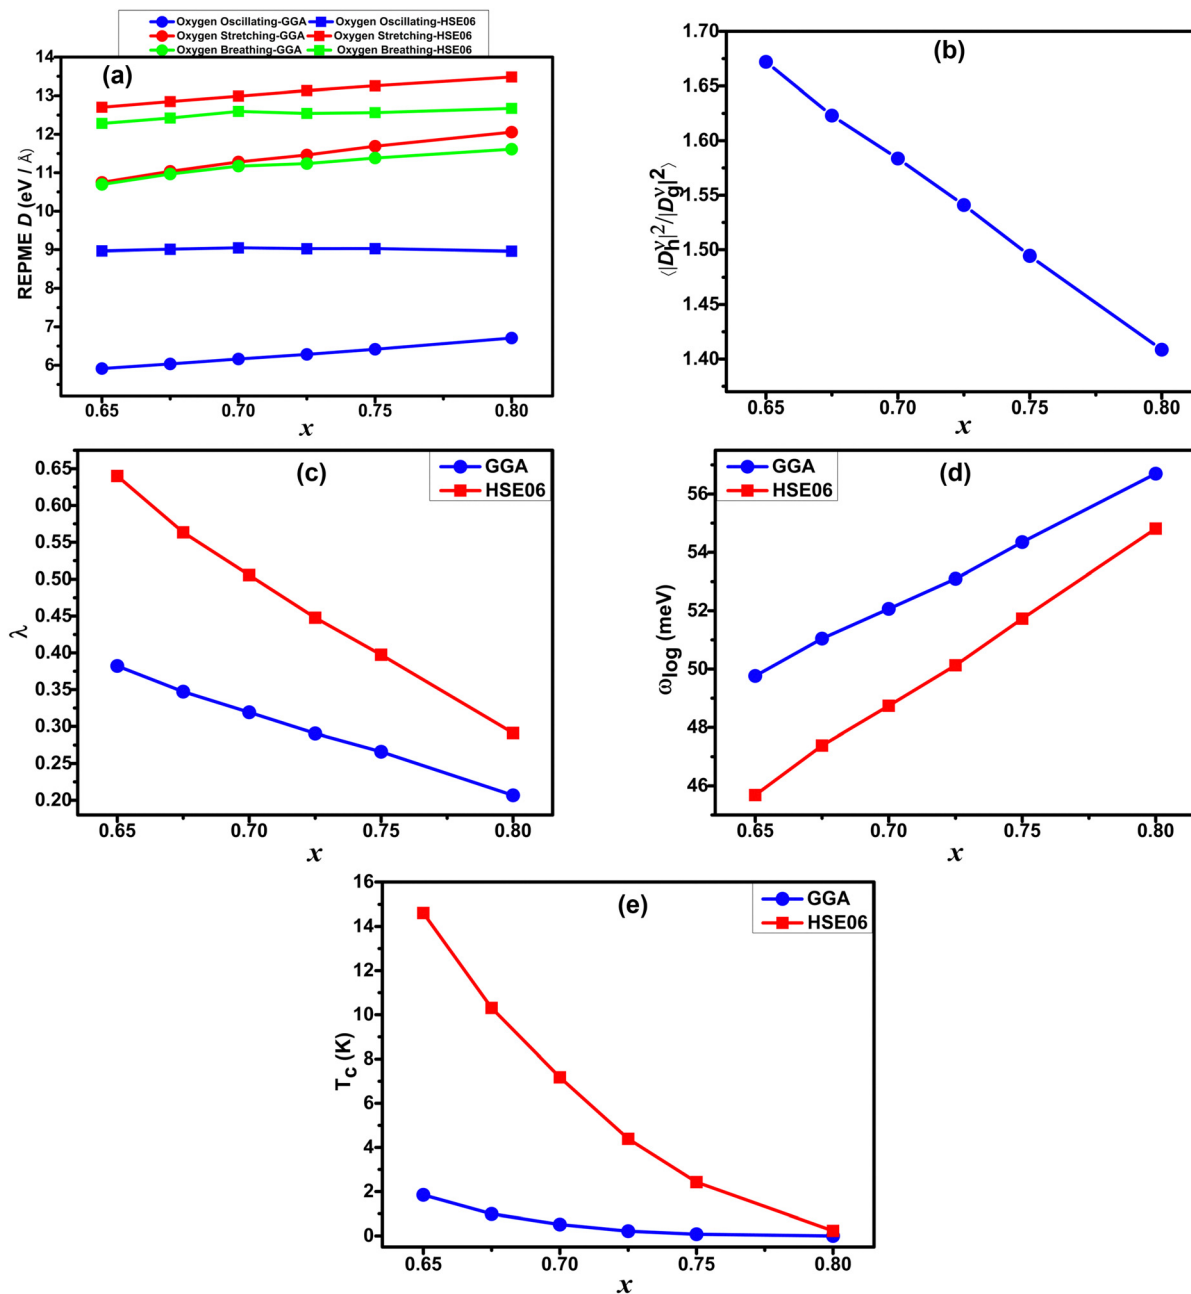 Oxygen Oscillating-GGA Oxygen Oscillating-HSE06
Oxygen Stretching-GGA Oxygen Stretching-HSE06
Oxygen Breathing-GGA Oxygen Breathing-HSE06
(a)
REPME D (eV / Å)
14
13
12
11
10
9
8
7
6
0.65 0.70 0.75 0.80
x
(b)
⟨|D_h^ν|²/|D_g^ν|²⟩
1.70
1.65
1.60
1.55
1.50
1.45
1.40
0.65 0.70 0.75 0.80
x
(c)
GGA
HSE06
λ
0.65
0.60
0.55
0.50
0.45
0.40
0.35
0.30
0.25
0.20
0.65 0.70 0.75 0.80
x
GGA
HSE06
(d)
ω_log (meV)
56
54
52
50
48
46
0.65 0.70 0.75 0.80
x
(e)
GGA
HSE06
T_C (K)
16
14
12
10
8
6
4
2
0
0.65 0.70 0.75 0.80
x